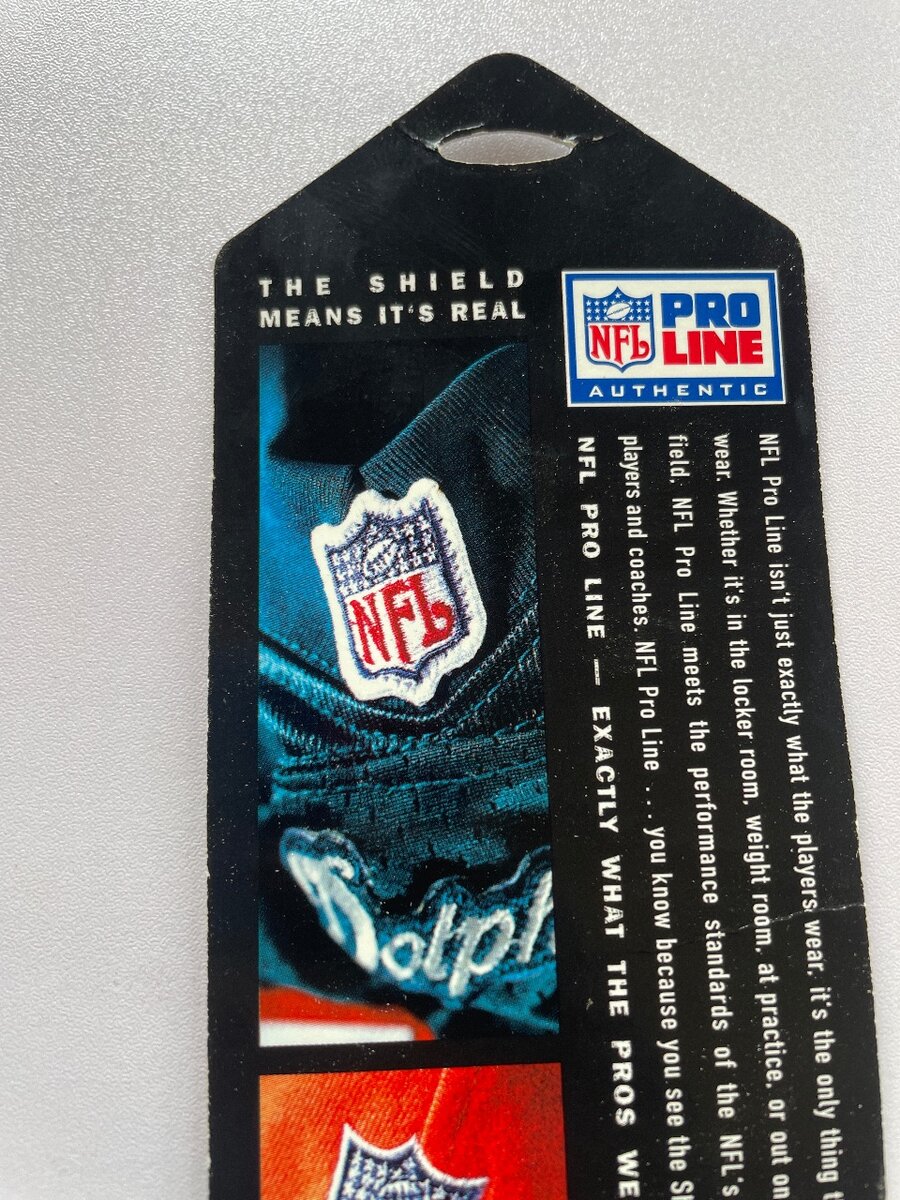 THE SHIELD
MEANS IT'S REAL
NFL
PRO
LINE
AUTHENTIC
NFL
Dolph
NFL Pro Line isn't just exactly what the players wear, it's the only thing
wear. Whether it's in the locker room, weight room, at practice, or out on
field, NFL Pro Line meets the performance standards of the NFL's
players and coaches. NFL Pro Line ... you know because you see the
NFL PRO LINE — EXACTLY WHAT THE PROS WE